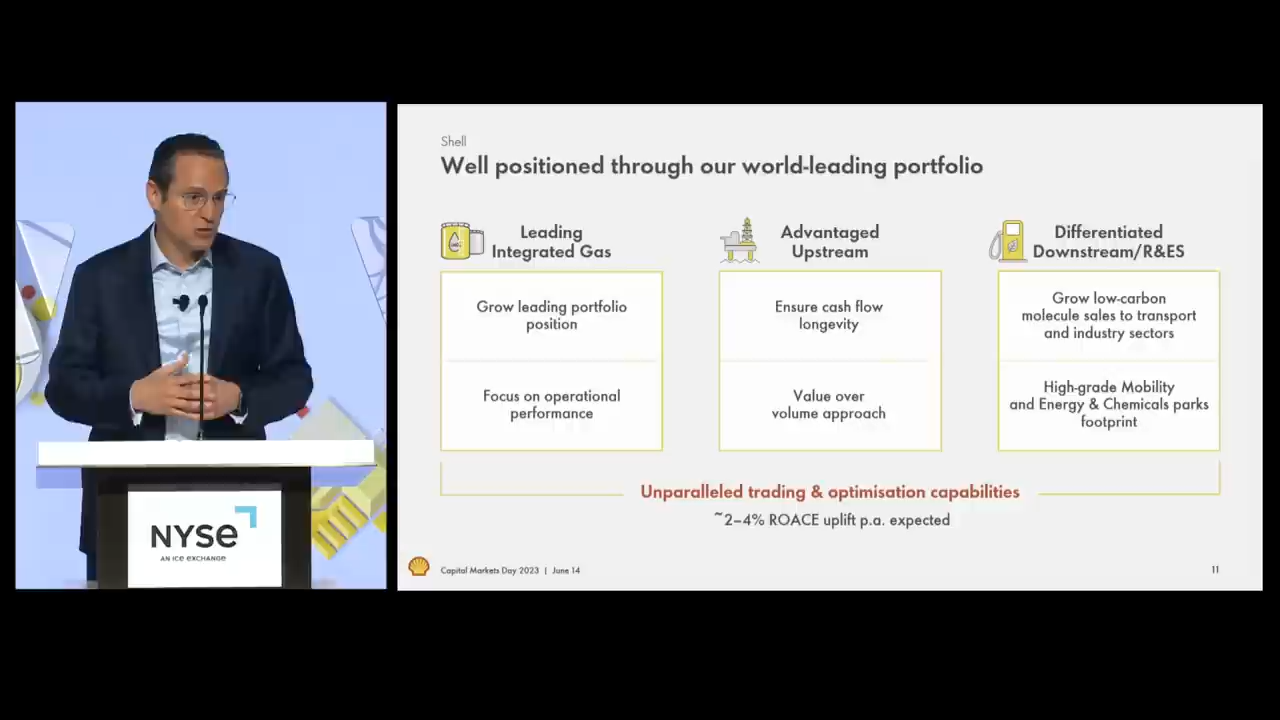 NYSE
AN ICE EXCHANGE
Shell
Well positioned through our world-leading portfolio
Leading
Integrated Gas
Grow leading portfolio
position
Focus on operational
performance
Advantaged
Upstream
Ensure cash flow
longevity
Value over
volume approach
Differentiated
Downstream/R&ES
Grow low-carbon
molecule sales to transport
and industry sectors
High-grade Mobility
and Energy & Chemicals parks
footprint
Unparalleled trading & optimisation capabilities
~2–4% ROACE uplift p.a. expected
Capital Markets Day 2023 | June 14
11